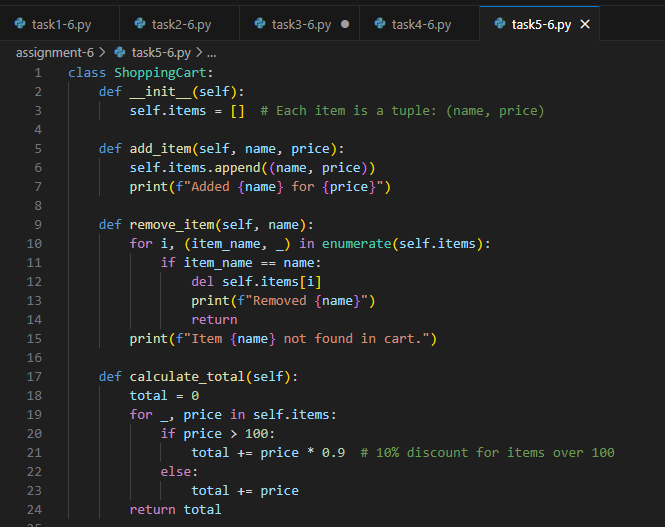 task1-6.py task2-6.py task3-6.py task4-6.py task5-6.py
assignment-6 > task5-6.py > ...
1 class ShoppingCart:
2     def __init__(self):
3         self.items = []  # Each item is a tuple: (name, price)
4
5     def add_item(self, name, price):
6         self.items.append((name, price))
7         print(f"Added {name} for {price}")
8
9     def remove_item(self, name):
10         for i, (item_name, _) in enumerate(self.items):
11             if item_name == name:
12                 del self.items[i]
13                 print(f"Removed {name}")
14                 return
15         print(f"Item {name} not found in cart.")
16
17     def calculate_total(self):
18         total = 0
19         for _, price in self.items:
20             if price > 100:
21                 total += price * 0.9  # 10% discount for items over 100
22             else:
23                 total += price
24         return total